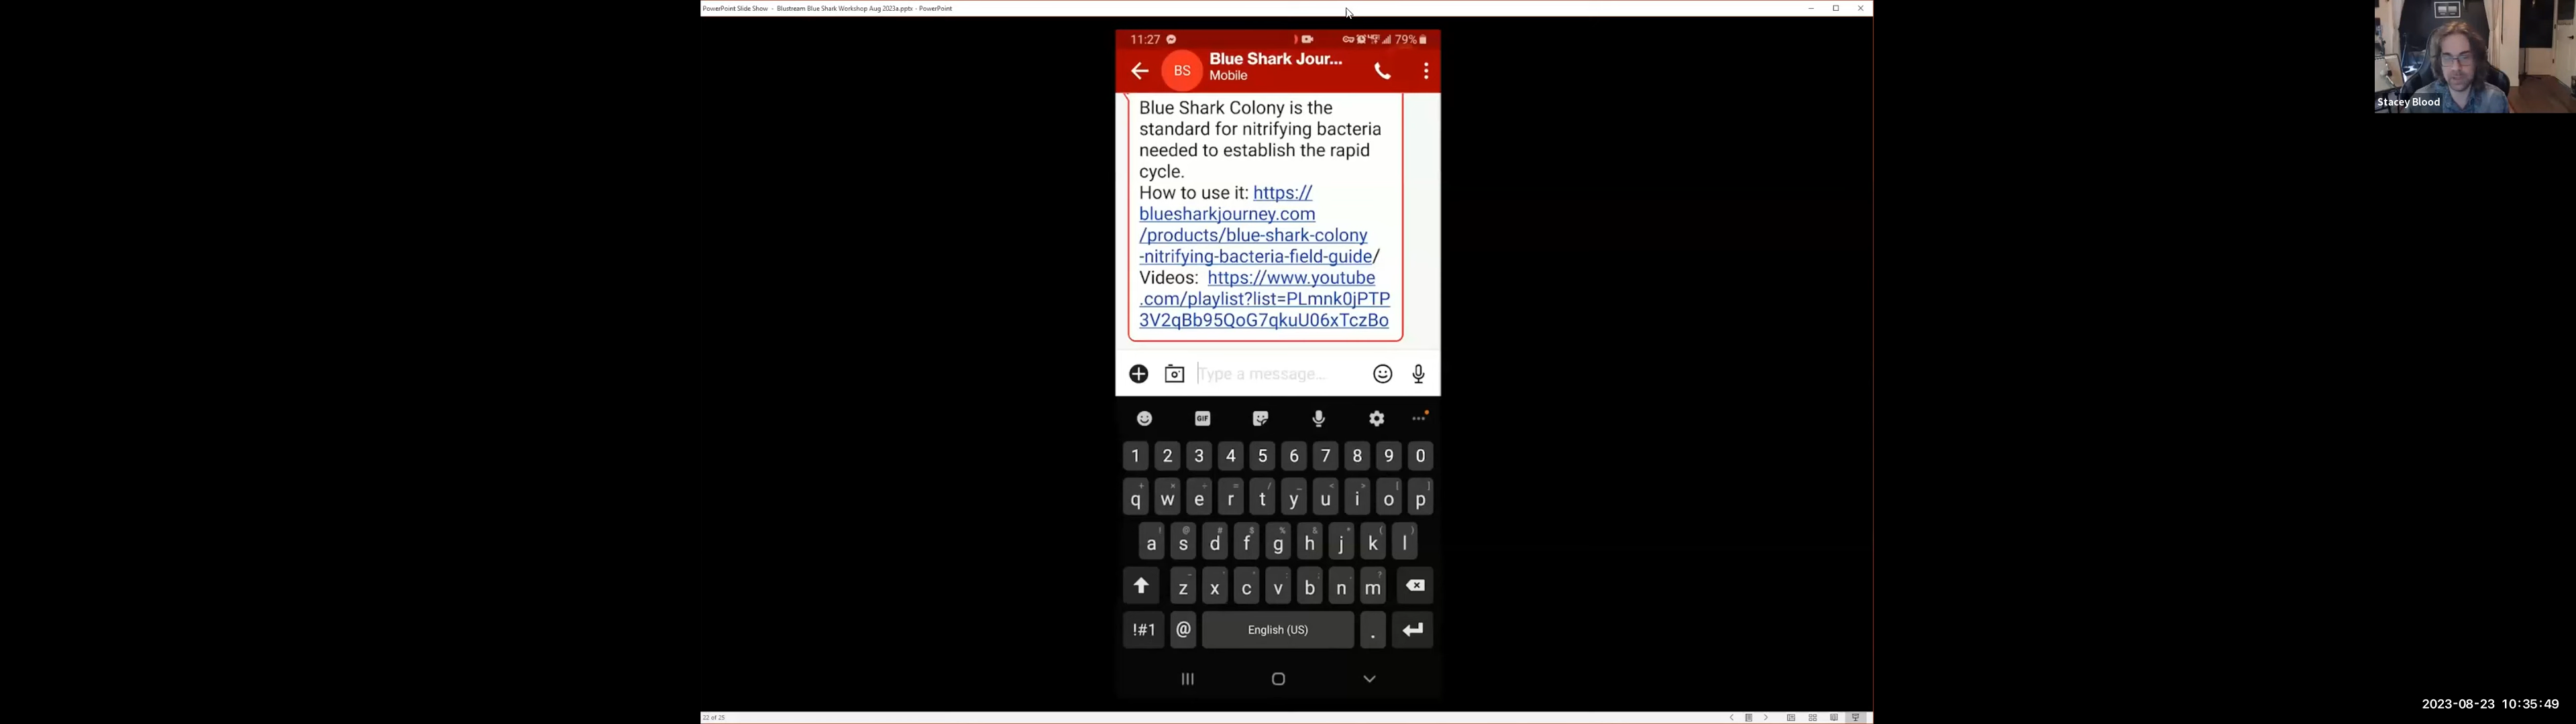 PowerPoint Slide Show - Blustream Blue Shark Workshop Aug 2023a.pptx - PowerPoint
11:27
79%
BS
Blue Shark Jour...
Mobile
Blue Shark Colony is the
standard for nitrifying bacteria
needed to establish the rapid
cycle.
How to use it: https://
bluesharkjourney.com
/products/blue-shark-colony
-nitrifying-bacteria-field-guide/
Videos: https://www.youtube
.com/playlist?list=PLmnk0jPTP
3V2qBb95QoG7qkuU06xTczBo
Type a message...
GIF
1 2 3 4 5 6 7 8 9 0
q w e r t y u i o p
a s d f g h j k l
z x c v b n m
!#1 @ English (US) .
22 of 25
Stacey Blood
2023-08-23 10:35:49